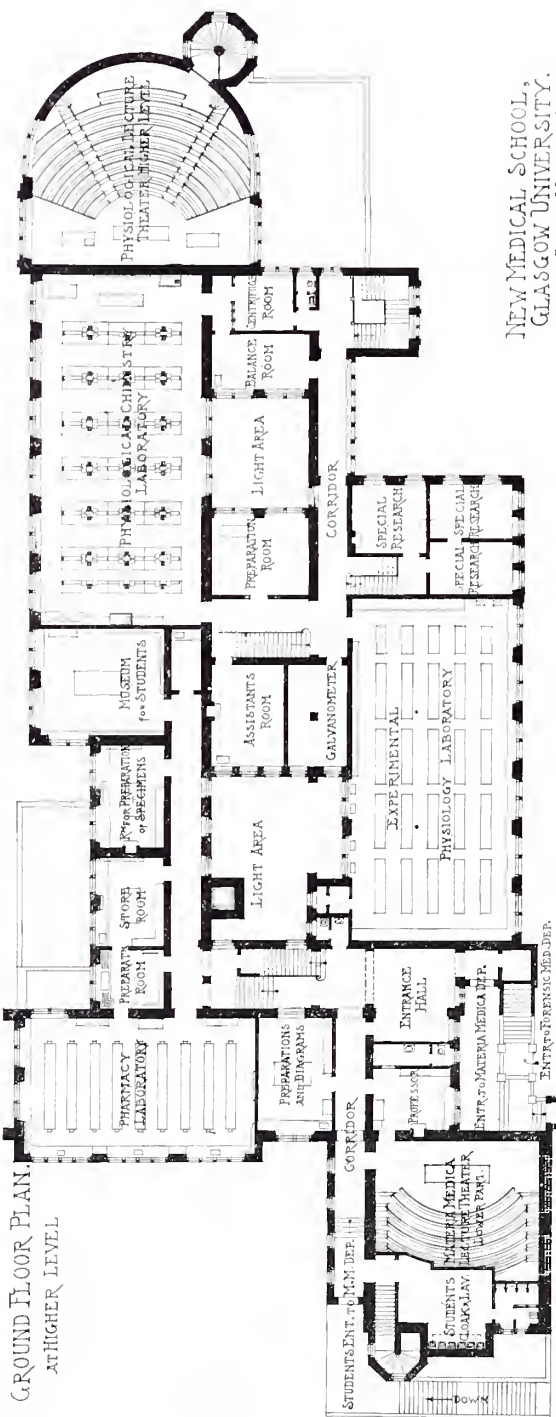 GROUND FLOOR PLAN.
AT HIGHER LEVEL
PHYSIOLOGICAL LECTURE
THEATER HIGHER LEVEL
PHYSIOLOGICAL CHEMISTRY
LABORATORY
CENTRIFUGE
ROOM
BALANCE
ROOM
LIGHT AREA
PREPARATION
ROOM
CORRIDOR
MUSEUM
FOR STUDENTS
ASSISTANTS
ROOM
GALVANOMETER
SPECIAL
RESEARCH
SPECIAL
RESEARCH
SPECIAL
RESEARCH
RM FOR PREPARATION
OF SPECIMENS
STORE
ROOM
PREPARATN
ROOM
LIGHT AREA
EXPERIMENTAL
PHYSIOLOGY LABORATORY
PHARMACY
LABORATORY
PREPARATIONS
AND DIAGRAMS
ENTRANCE
HALL
PROFESSOR
ENTR. TO MATERIA MEDICA DEP.
ENTR. TO FORENSIC MED. DEP.
CORRIDOR
STUDENTS ENT. TO M.M. DEP.
MATERIA MEDICA
LECTURE THEATER
LOWER PART.
STUDENTS
CLOAK & LAV.
DOWN
NEW MEDICAL SCHOOL,
GLASGOW UNIVERSITY.